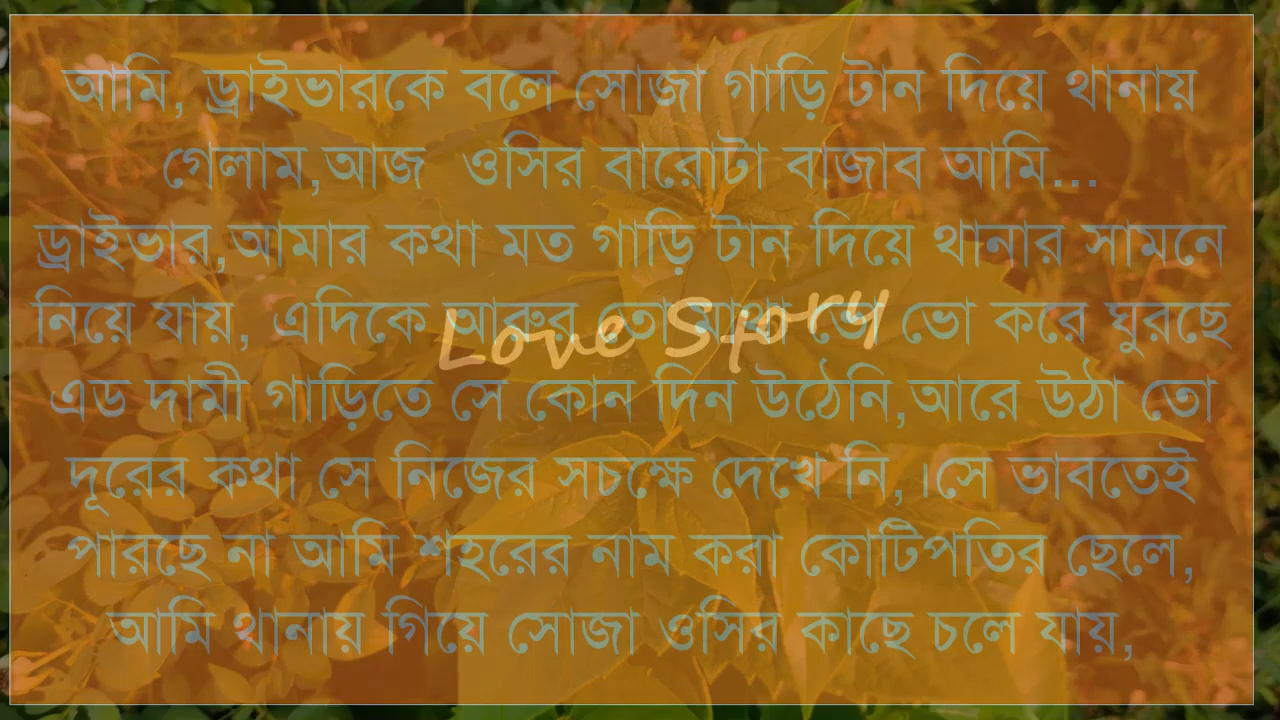 আমি, ড্রাইভারকে বলে সোজা গাড়ি টান দিয়ে থানায়
গেলাম,আজ ওসির বারোটা বাজাব আমি...
ড্রাইভার,আমার কথা মত গাড়ি টান দিয়ে থানার সামনে
নিয়ে যায়, এদিকে আরুর তো ভো করে ঘুরছে
Love Story
এত দামী গাড়িতে সে কোন দিন উঠেনি,আরে উঠা তো
দূরের কথা সে নিজের সচক্ষে দেখে নি,।সে ভাবতেই
পারছে না আমি শহরের নাম করা কোটিপতির ছেলে,
আমি থানায় গিয়ে সোজা ওসির কাছে চলে যায়,